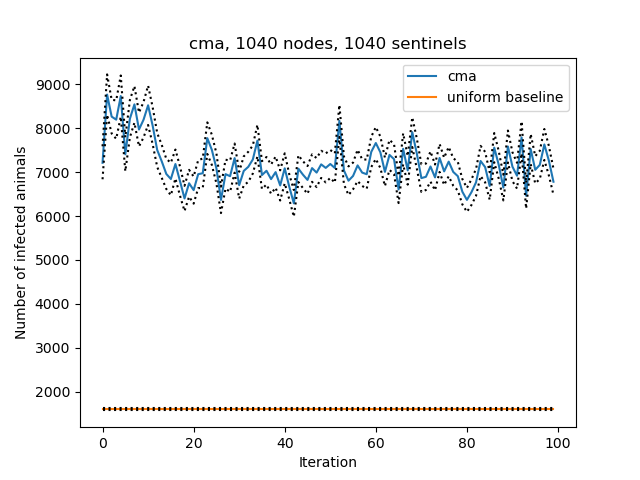 cma, 1040 nodes, 1040 sentinels
cma
uniform baseline
Number of infected animals
9000
8000
7000
6000
5000
4000
3000
2000
0 20 40 60 80 100
Iteration